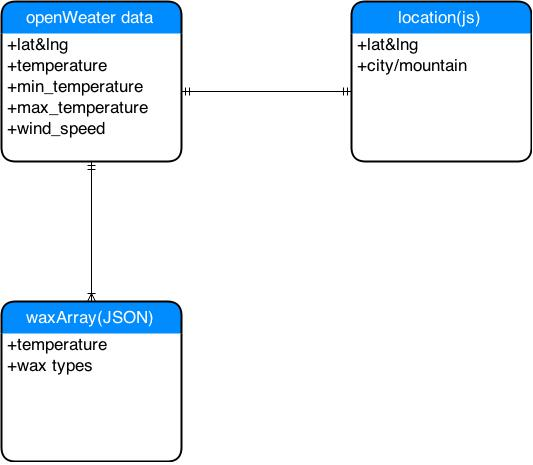 openWeater data
+lat&lng
+temperature
+min_temperature
+max_temperature
+wind_speed
location(js)
+lat&lng
+city/mountain
waxArray(JSON)
+temperature
+wax types